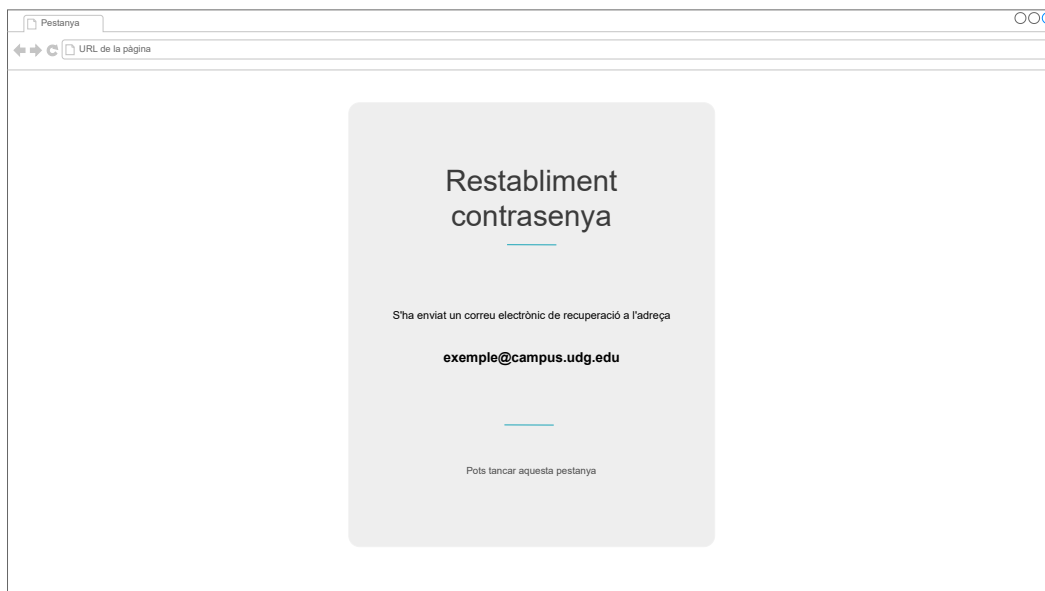 Pestanya
URL de la página
Restabliment
contrasenya
S'ha enviat un correu electrònic de recuperació a l'adreça
exemple@campus.udg.edu
Pots tancar aquesta pestanya